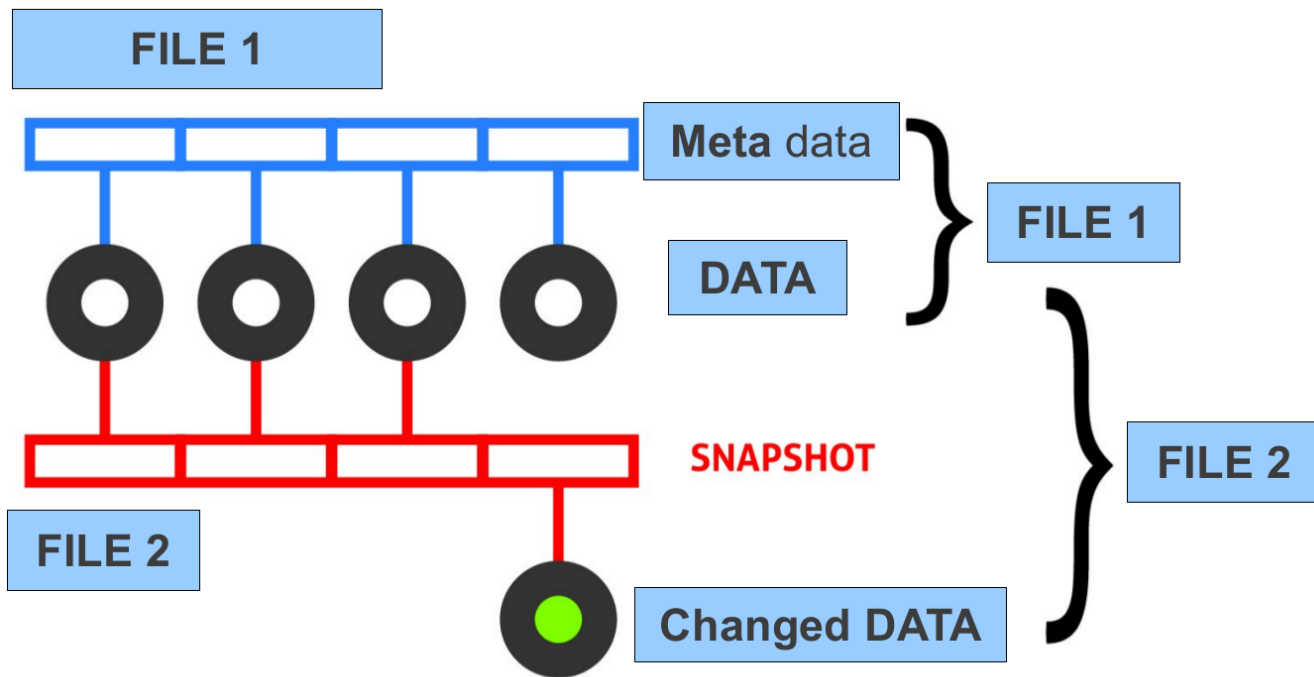 FILE 1
Meta data
FILE 1
DATA
SNAPSHOT
FILE 2
FILE 2
Changed DATA